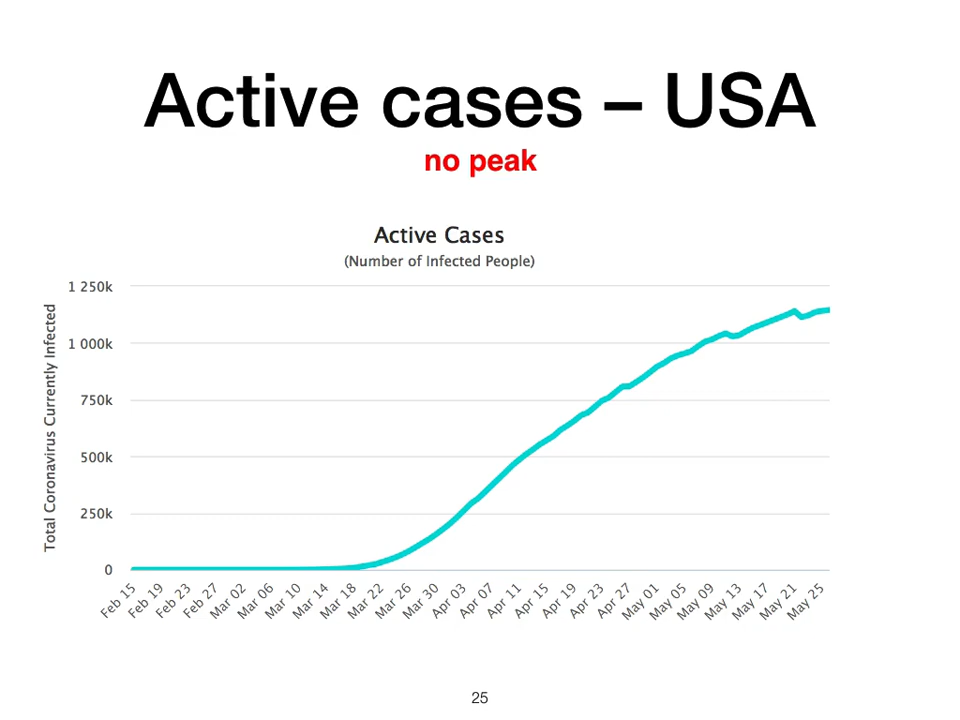 Active cases – USA
no peak
Active Cases
(Number of Infected People)
Total Coronavirus Currently Infected
1 250k
1 000k
750k
500k
250k
0
Feb 15
Feb 19
Feb 23
Feb 27
Mar 02
Mar 06
Mar 10
Mar 14
Mar 18
Mar 22
Mar 26
Mar 30
Apr 03
Apr 07
Apr 11
Apr 15
Apr 19
Apr 23
Apr 27
May 01
May 05
May 09
May 13
May 17
May 21
May 25
25